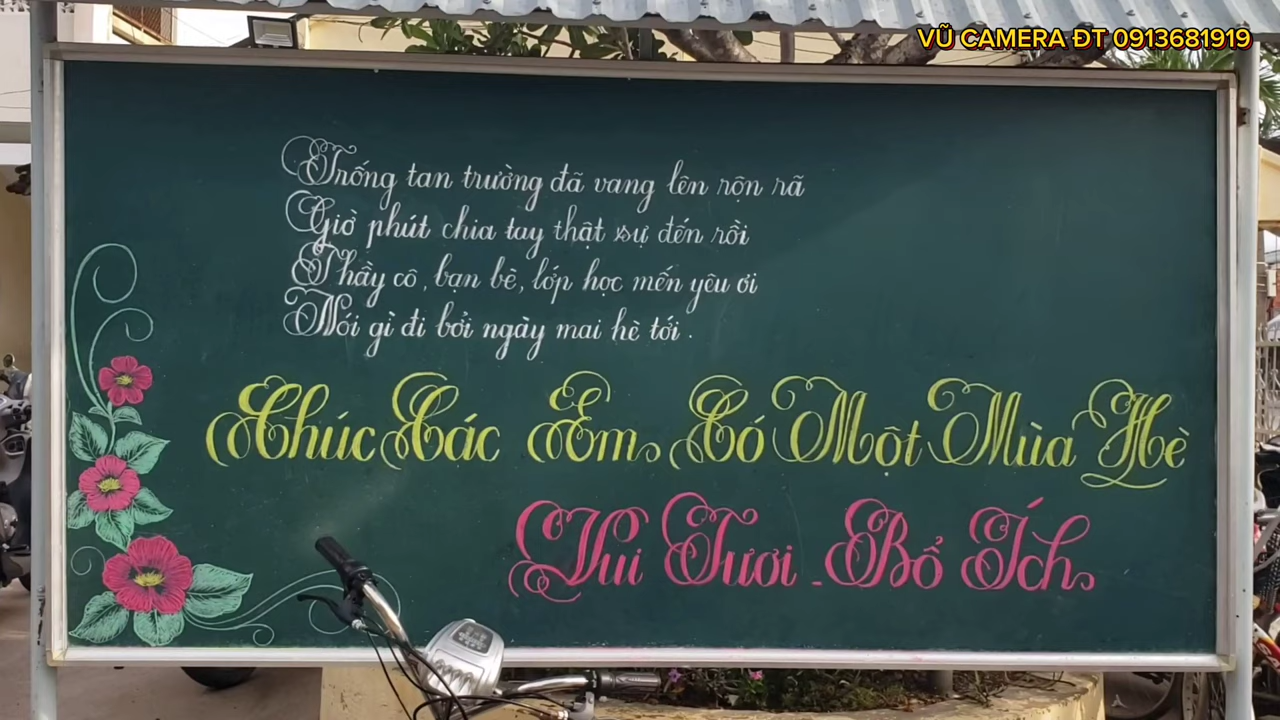 VŨ CAMERA ĐT 0913681919
Trống tan trường đã vang lên rộn rã
Giờ phút chia tay thật sự đến rồi
Thầy cô, bạn bè, lớp học mến yêu ơi
Nói gì đi bởi ngày mai hè tới.
Chúc Các Em Có Một Mùa Hè
Vui Tươi - Bổ Ích